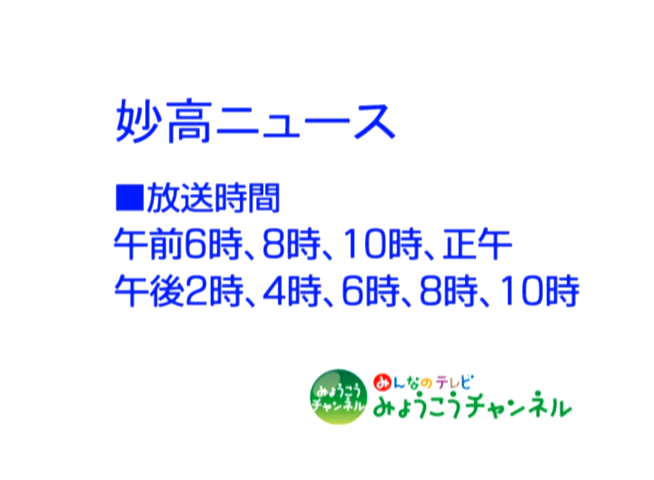 妙高ニュース
■放送時間
午前6時、8時、10時、正午
午後2時、4時、6時、8時、10時
みょうこう
チャンネル
みんなのテレビ
みょうこうチャンネル